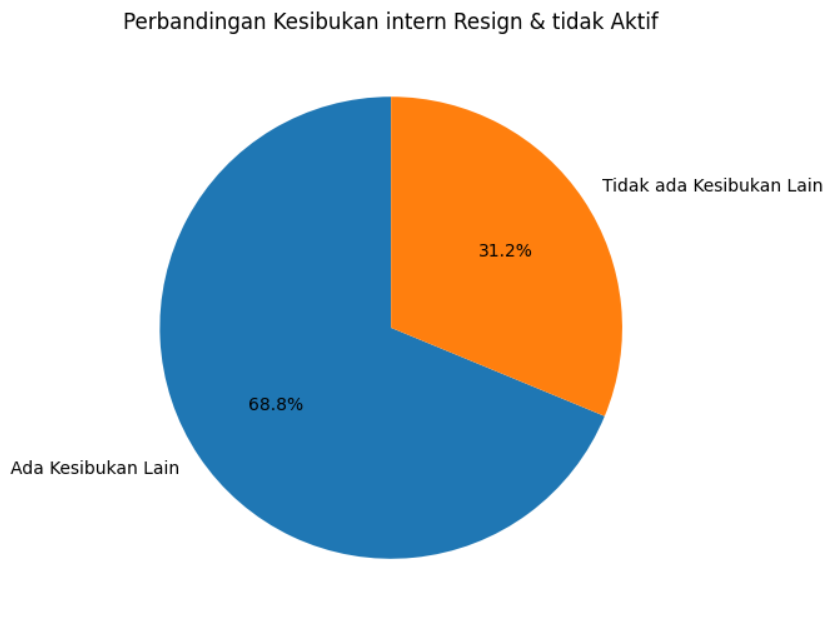 Perbandingan Kesibukan intern Resign & tidak Aktif
Tidak ada Kesibukan Lain
31.2%
68.8%
Ada Kesibukan Lain